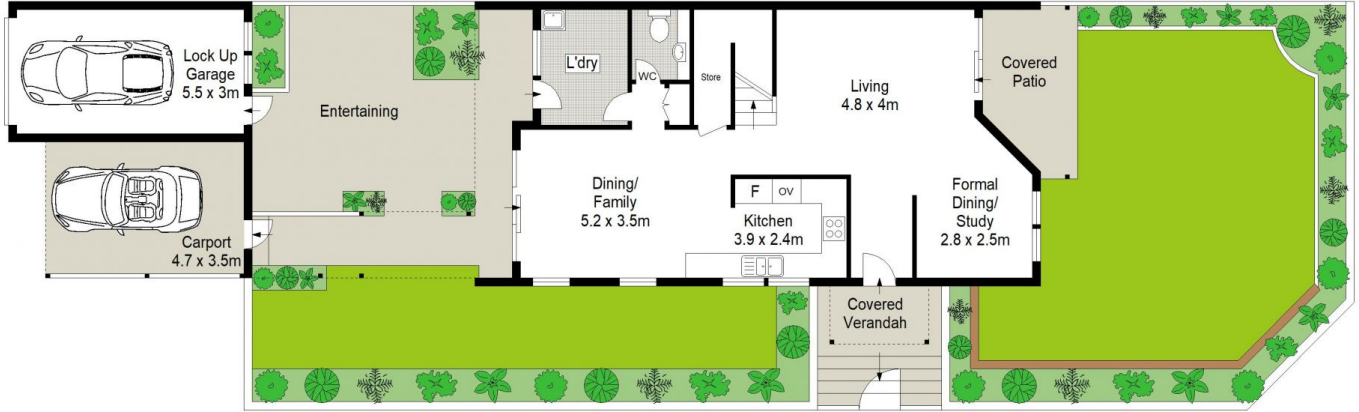 Lock Up
Garage
5.5 x 3m
Entertaining
L'dry
WC
Store
Living
4.8 x 4m
Covered
Patio
Dining/
Family
5.2 x 3.5m
F
OV
Kitchen
3.9 x 2.4m
Formal
Dining/
Study
2.8 x 2.5m
Carport
4.7 x 3.5m
Covered
Verandah